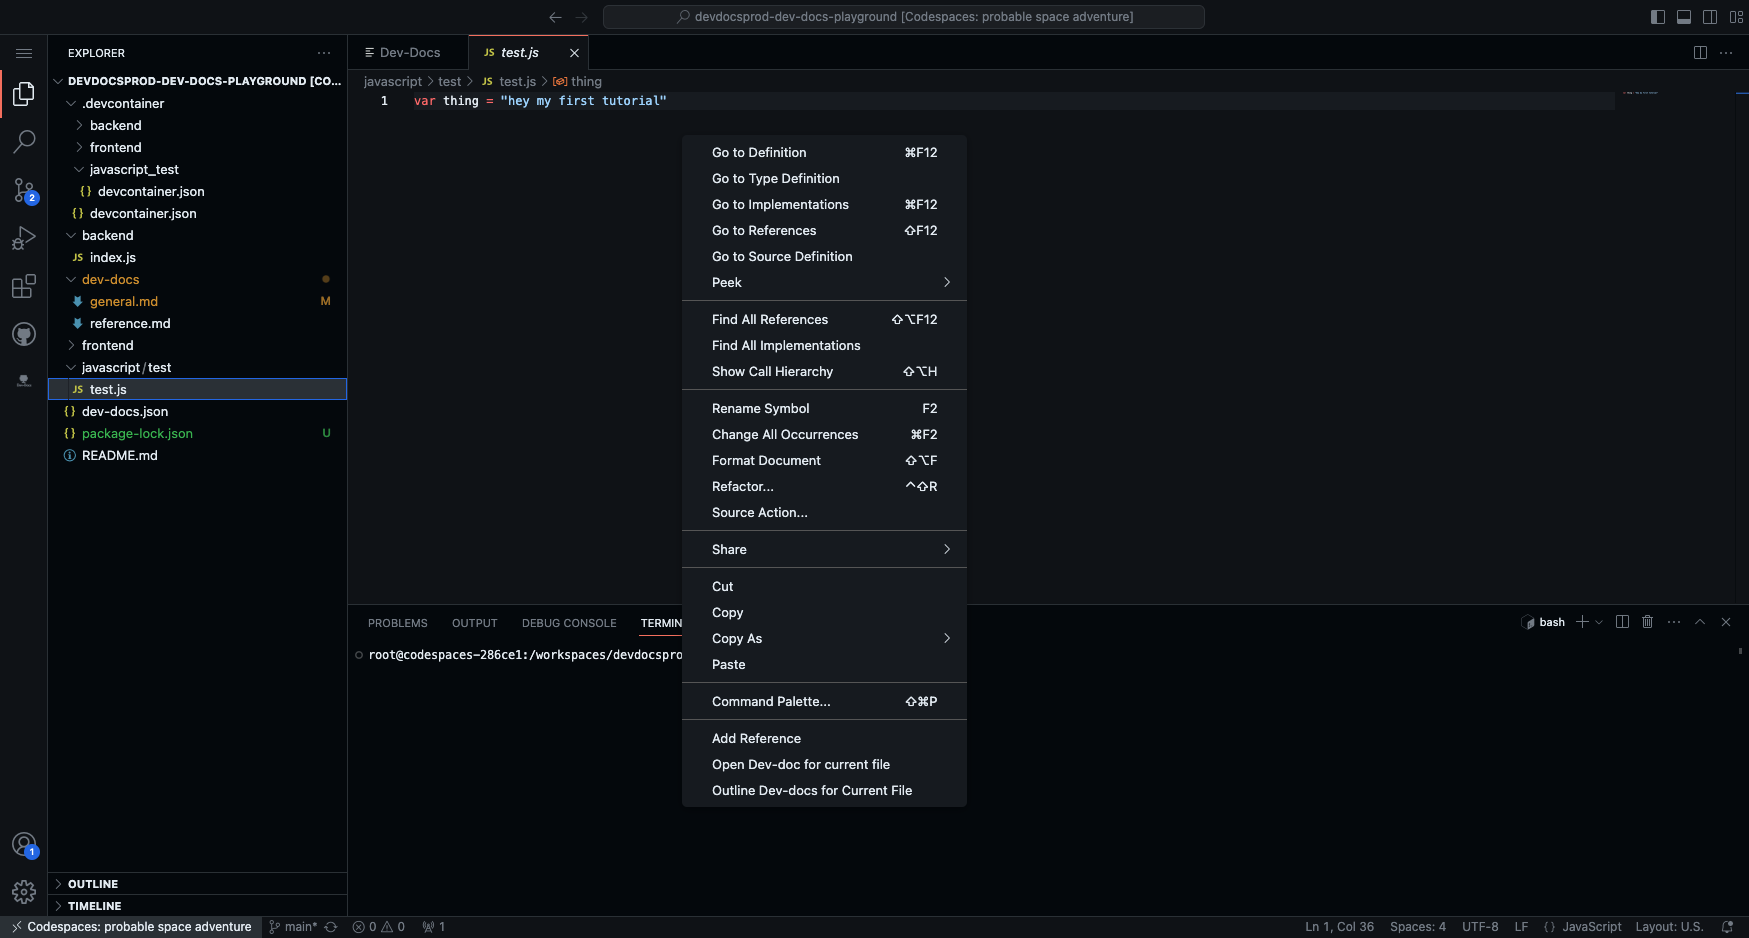 devdocsprod-dev-docs-playground [Codespaces: probable space adventure]
EXPLORER
DEVDOCSPROD-DEV-DOCS-PLAYGROUND [CO...
.devcontainer
backend
frontend
javascript_test
{} devcontainer.json
{} devcontainer.json
backend
JS index.js
dev-docs
general.md M
reference.md
frontend
javascript/test
JS test.js
{} dev-docs.json
{} package-lock.json U
README.md
OUTLINE
TIMELINE
2
1
Dev-Docs
JS test.js
javascript > test > JS test.js > thing
1 var thing = "hey my first tutorial"
Go to Definition ⌘F12
Go to Type Definition
Go to Implementations ⌘F12
Go to References ⇧F12
Go to Source Definition
Peek
Find All References ⇧⌥F12
Find All Implementations
Show Call Hierarchy ⇧⌥H
Rename Symbol F2
Change All Occurrences ⌘F2
Format Document ⇧⌥F
Refactor... ^⇧R
Source Action...
Share
Cut
Copy
Copy As
Paste
Command Palette... ⇧⌘P
Add Reference
Open Dev-doc for current file
Outline Dev-docs for Current File
PROBLEMS OUTPUT DEBUG CONSOLE TERMIN
bash
root@codespaces-286ce1:/workspaces/devdocspro
Codespaces: probable space adventure main* 0 0 1
Ln 1, Col 36 Spaces: 4 UTF-8 LF {} JavaScript Layout: U.S.